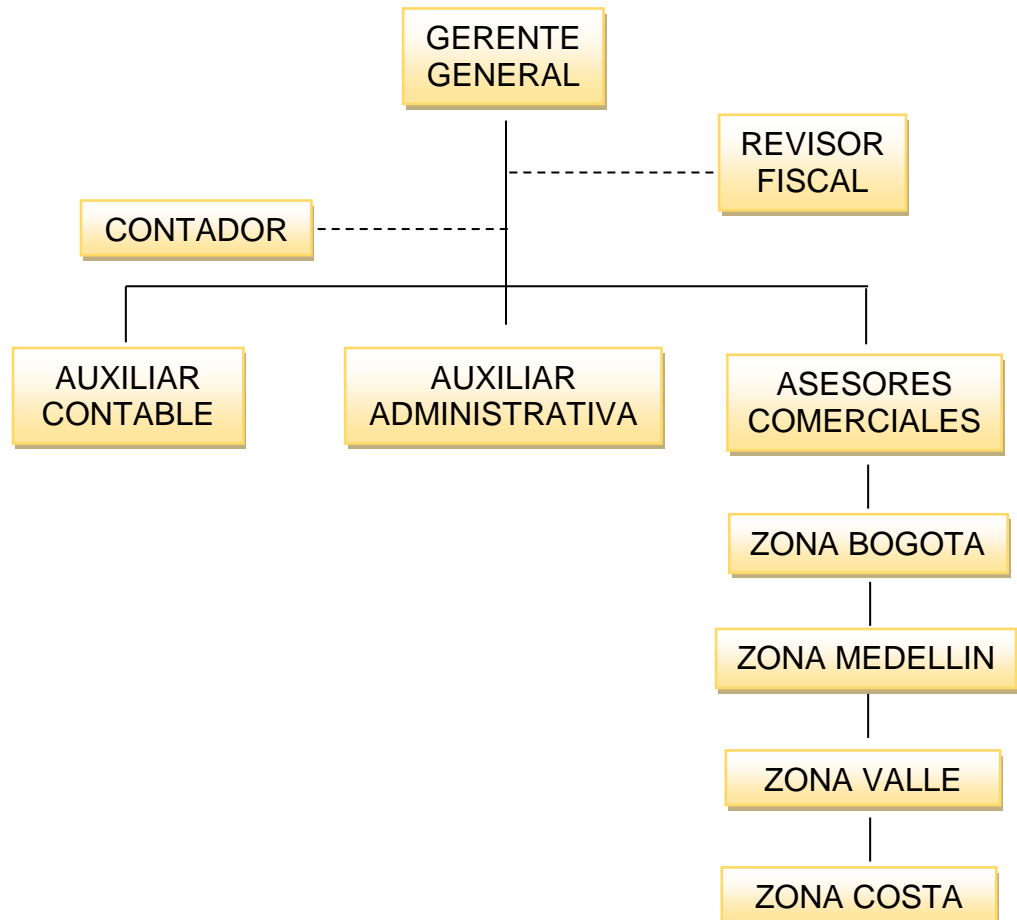 GERENTE
GENERAL
REVISOR
FISCAL
CONTADOR
AUXILIAR
CONTABLE
AUXILIAR
ADMINISTRATIVA
ASESORES
COMERCIALES
ZONA BOGOTA
ZONA MEDELLIN
ZONA VALLE
ZONA COSTA